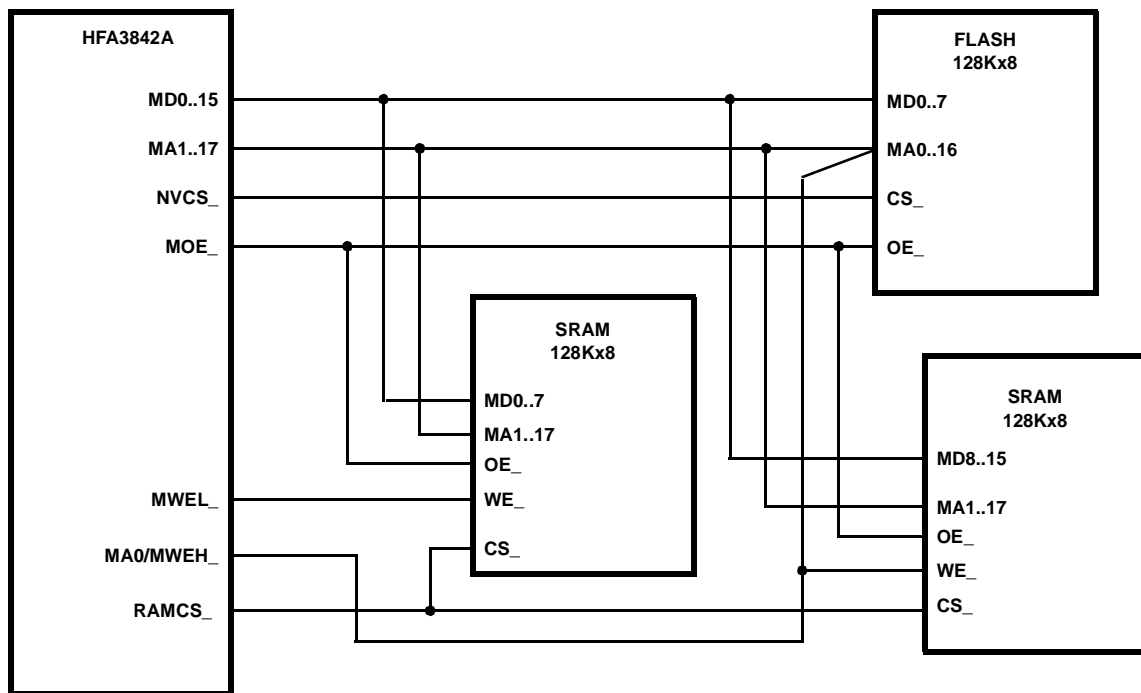 HFA3842A
MD0..15
MA1..17
NVCS_
MOE_
MWEL_
MA0/MWEH_
RAMCS_
SRAM
128Kx8
MD0..7
MA1..17
OE_
WE_
CS_
FLASH
128Kx8
MD0..7
MA0..16
CS_
OE_
SRAM
128Kx8
MD8..15
MA1..17
OE_
WE_
CS_